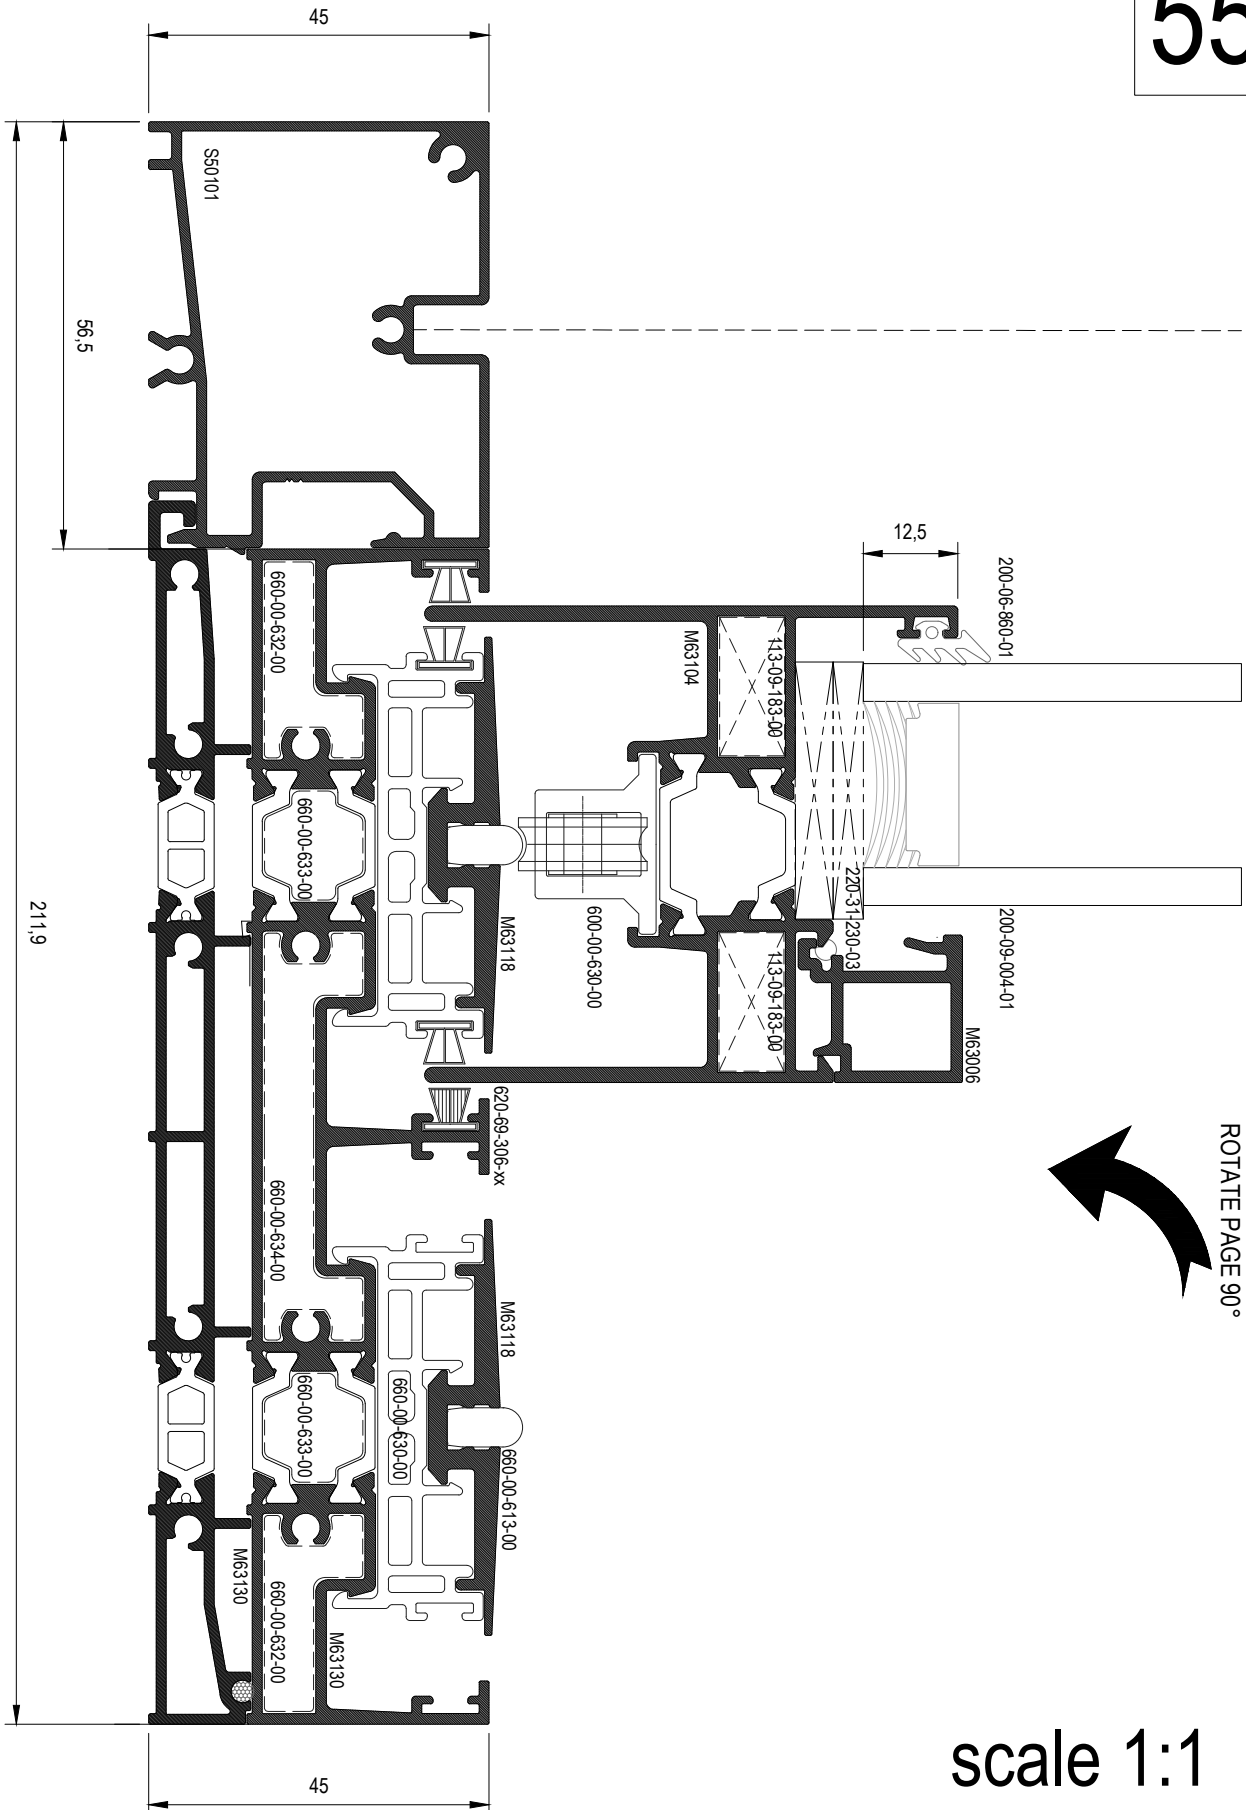 45
55
S50101
56,5
211,9
12,5
200-06-860-01
660-00-632-00
M63104
113-09-183-00
660-00-633-00
M63118
600-00-630-00
220-31-230-03
113-09-183-00
200-09-004-01
M63006
620-69-306-xx
660-00-634-00
ROTATE PAGE 90°
M63118
660-00-633-00
660-00-630-00
660-00-613-00
M63130
660-00-632-00
M63130
45
scale 1:1